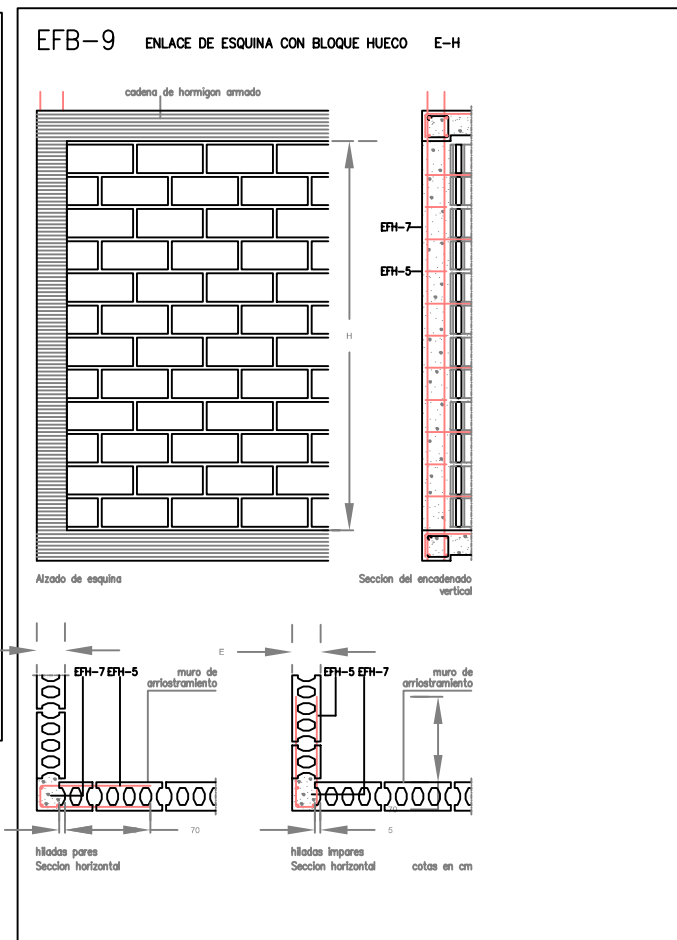 EFB-9 ENLACE DE ESQUINA CON BLOQUE HUECO E-H
cadena de hormigon armado
EFH-7
EFH-5
H
Alzado de esquina
Seccion del encadenado
vertical
E
EFH-7 EFH-5
muro de
arriostramiento
EFH-5 EFH-7
muro de
arriostramiento
70
70
5
hiladas pares
Seccion horizontal
hiladas impares
Seccion horizontal
cotas en cm